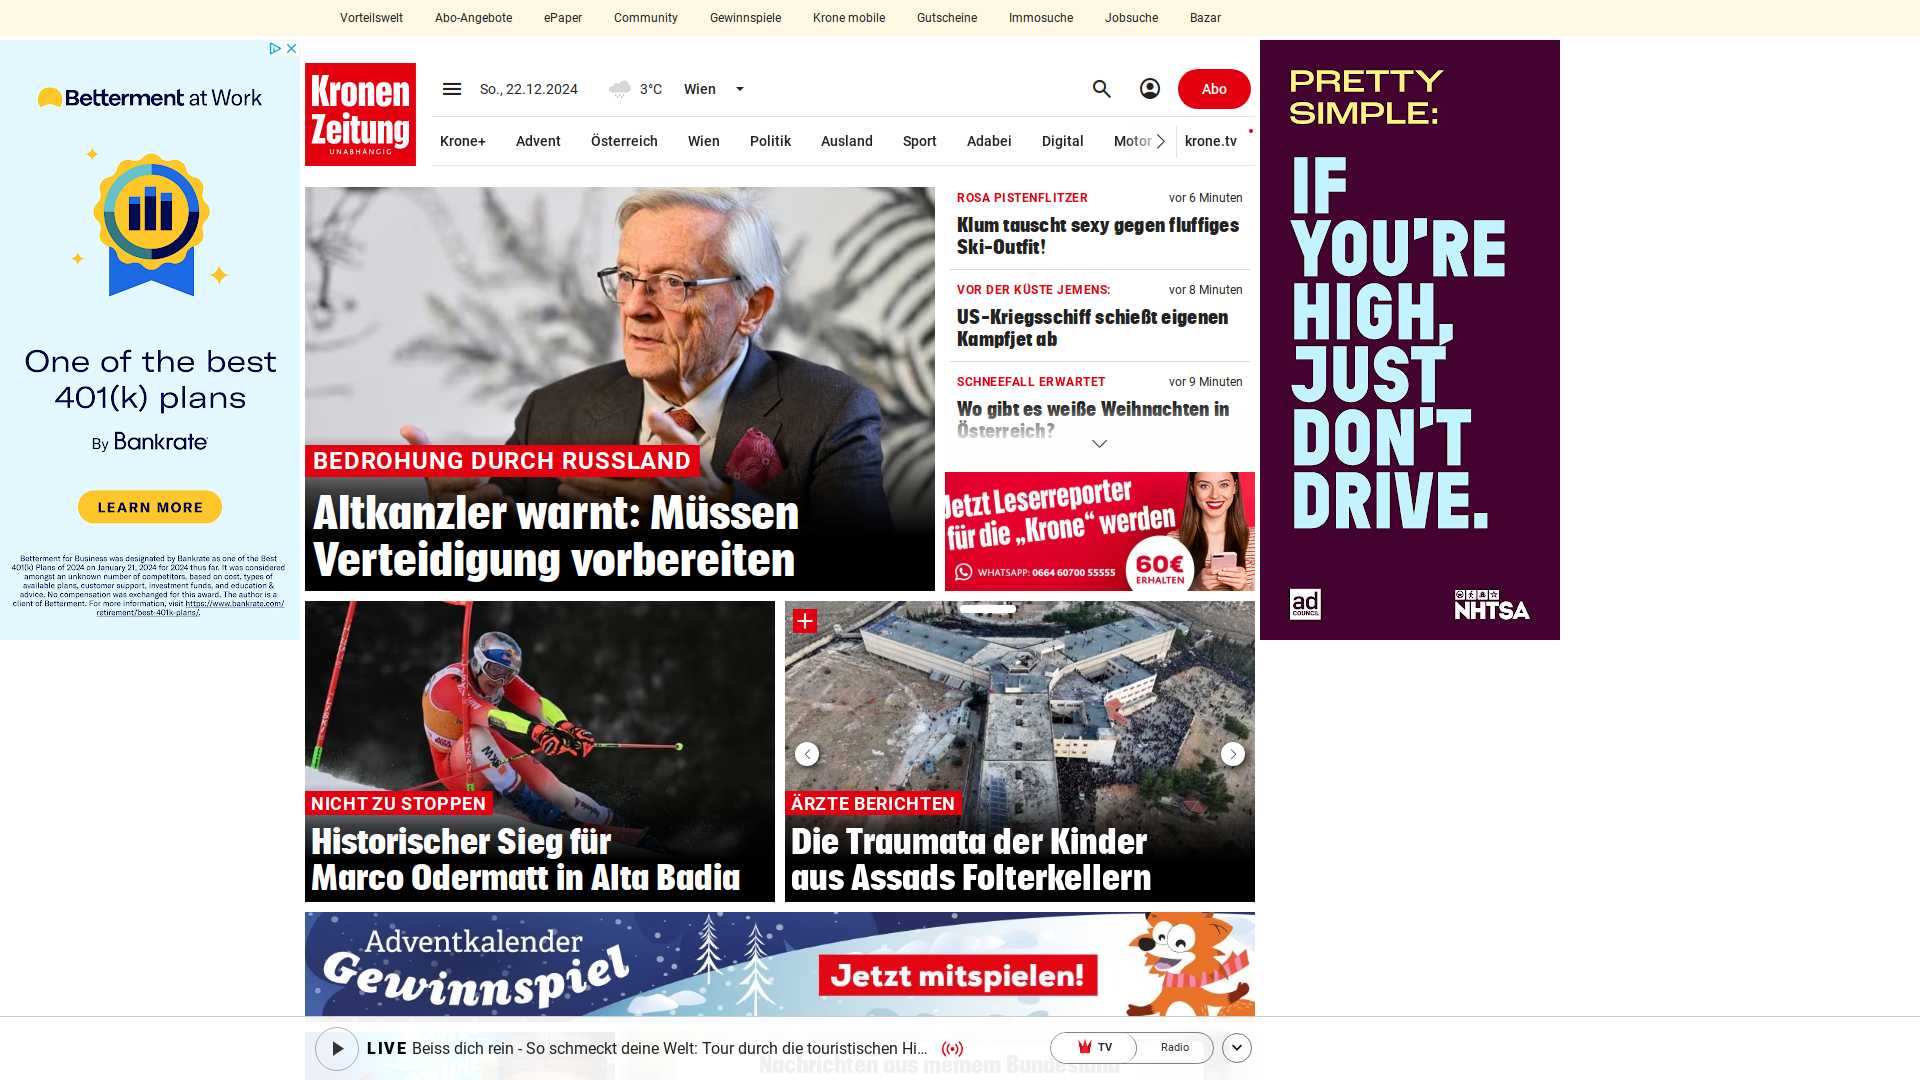 Vorteilswelt
Abo-Angebote
ePaper
Community
Gewinnspiele
Krone mobile
Gutscheine
Immosuche
Jobsuche
Bazar
Betterment at Work
One of the best
401(k) plans
By Bankrate
LEARN MORE
Betterment for Business was designated by Bankrate as one of the Best
401(k) Plans of 2024 on January 21, 2024 for 2024 thus far. It was considered
amongst an unknown number of competitors, based on cost, types of
available plans, customer support, investment funds, and education &
advice. No compensation was exchanged for this award. The author is a
client of Betterment. For more information, visit https://www.bankrate.com/
retirement/best-401k-plans/.
Kronen
Zeitung
UNABHÄNGIG
So., 22.12.2024
3°C
Wien
Abo
Krone+
Advent
Österreich
Wien
Politik
Ausland
Sport
Adabei
Digital
Motor
krone.tv
BEDROHUNG DURCH RUSSLAND
Altkanzler warnt: Müssen
Verteidigung vorbereiten
ROSA PISTENFLITZER
vor 6 Minuten
Klum tauscht sexy gegen fluffiges
Ski-Outfit!
VOR DER KÜSTE JEMENS:
vor 8 Minuten
US-Kriegsschiff schießt eigenen
Kampfjet ab
SCHNEEFALL ERWARTET
vor 9 Minuten
Wo gibt es weiße Weihnachten in
Österreich?
Jetzt Leserreporter
für die „Krone“ werden
WHATSAPP: 0664 60700 55555
60€
ERHALTEN
NICHT ZU STOPPEN
Historischer Sieg für
Marco Odermatt in Alta Badia
ÄRZTE BERICHTEN
Die Traumata der Kinder
aus Assads Folterkellern
Adventkalender
Gewinnspiel
Jetzt mitspielen!
LIVE Beiss dich rein - So schmeckt deine Welt: Tour durch die touristischen Hi...
TV
Radio
Nachrichten aus meinem Bundesland
PRETTY
SIMPLE:
IF
YOU'RE
HIGH,
JUST
DON'T
DRIVE.
ad
COUNCIL
NHTSA